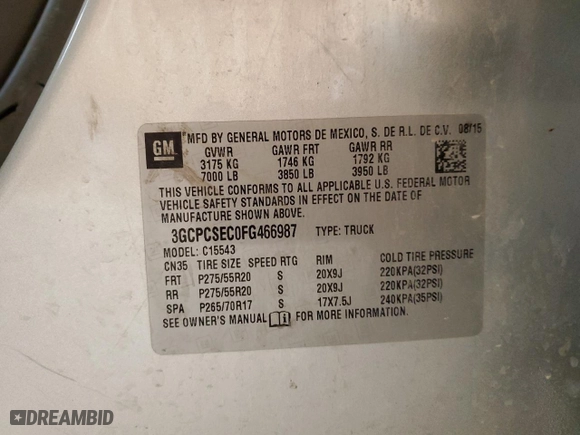 GM
MFD BY GENERAL MOTORS DE MEXICO, S. DE R.L. DE C.V. 08/15
GVWR GAWR FRT GAWR RR
3175 KG 1746 KG 1792 KG
7000 LB 3850 LB 3950 LB
THIS VEHICLE CONFORMS TO ALL APPLICABLE U.S. FEDERAL MOTOR
VEHICLE SAFETY STANDARDS IN EFFECT ON THE DATE OF
MANUFACTURE SHOWN ABOVE.
3GCPCSEC0FG466987 TYPE: TRUCK
MODEL: C15543
CN35 TIRE SIZE SPEED RTG RIM COLD TIRE PRESSURE
FRT P275/55R20 S 20X9J 220KPA(32PSI)
RR P275/55R20 S 20X9J 220KPA(32PSI)
SPA P265/70R17 S 17X7.5J 240KPA(35PSI)
SEE OWNER'S MANUAL FOR MORE INFORMATION.
DREAMBID